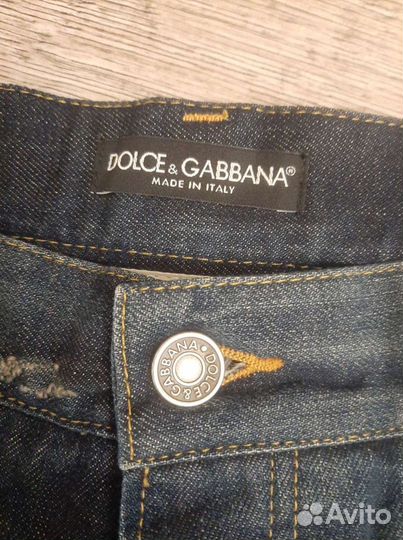 DOLCE & GABBANA®
MADE IN ITALY
DOLCE&GABBANA
Avito